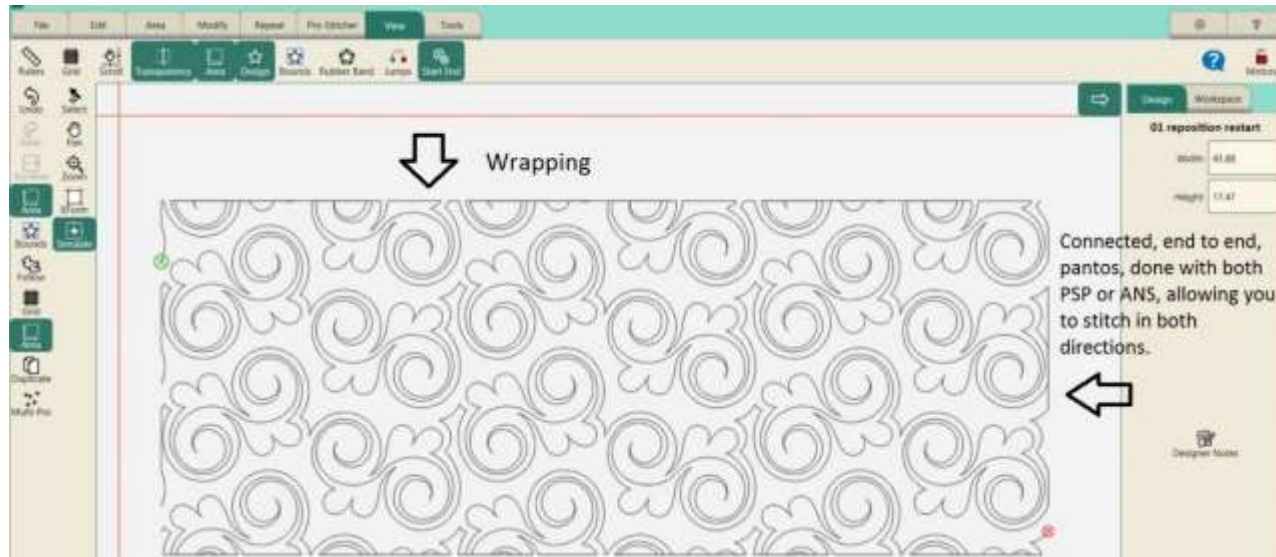 File Edit Area Modify Repeat Pro-Stitcher View Tools
Rulers Grid Scroll Transparency Area Design Bounds Rubber Band Jumps Start End
Undo Select
Pan
Zoom
Area
Bounds Simulate
Follow
Grid
Area
Duplicate
Multi-Pro
Design Workspace
01 reposition restart
Width
Height 17.47
Wrapping
Connected, end to end,
pantos, done with both
PSP or ANS, allowing you
to stitch in both
directions.
Designer Notes